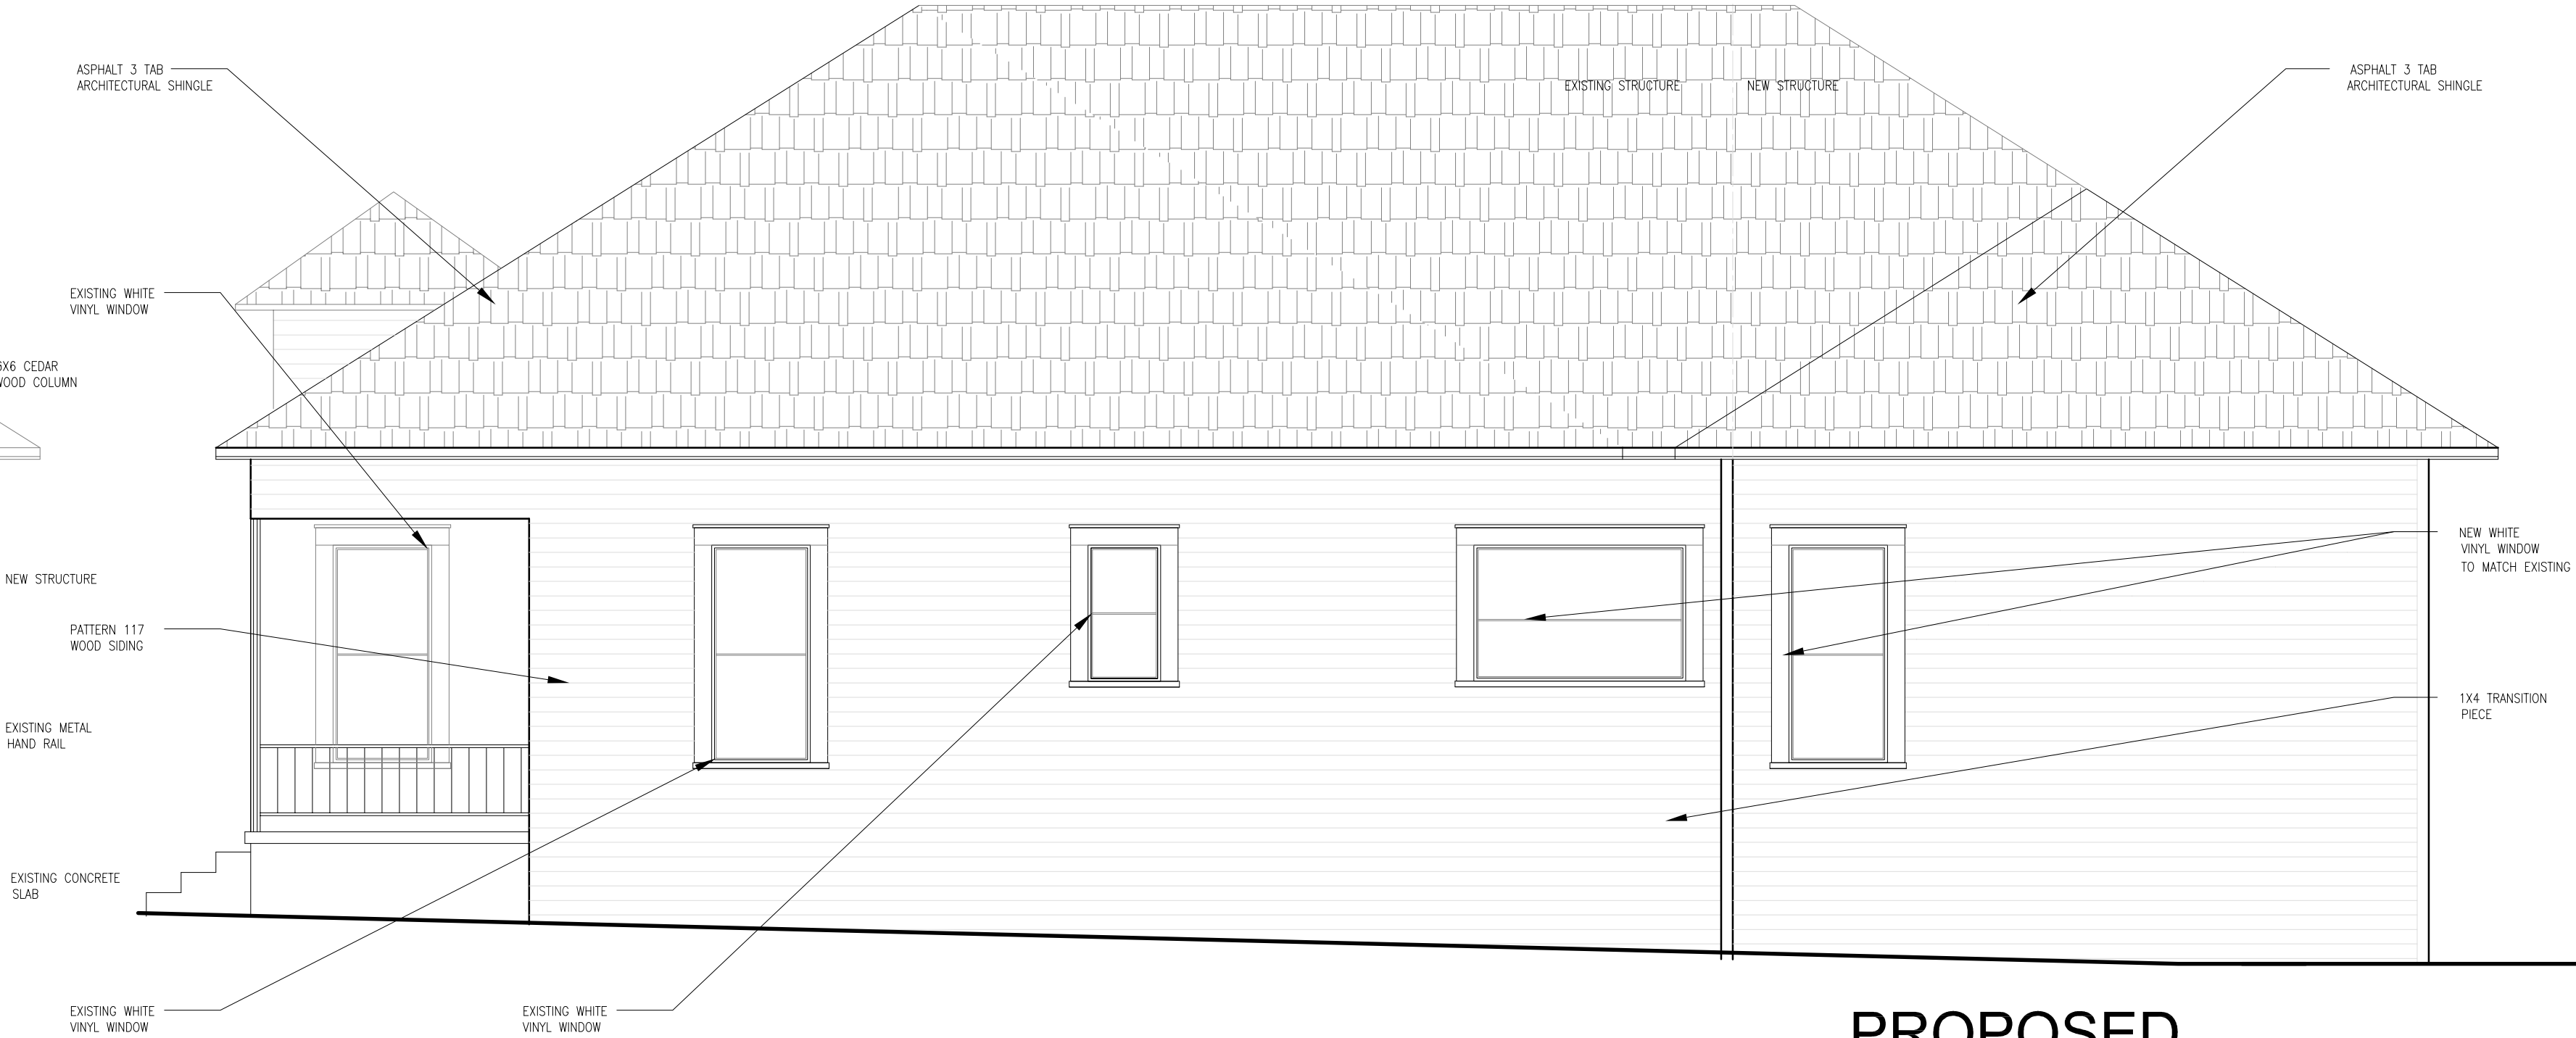 ASPHALT 3 TAB
ARCHITECTURAL SHINGLE
EXISTING STRUCTURE
NEW STRUCTURE
ASPHALT 3 TAB
ARCHITECTURAL SHINGLE
EXISTING WHITE
VINYL WINDOW
6X6 CEDAR
WOOD COLUMN
NEW STRUCTURE
PATTERN 117
WOOD SIDING
EXISTING METAL
HAND RAIL
EXISTING CONCRETE
SLAB
NEW WHITE
VINYL WINDOW
TO MATCH EXISTING
1X4 TRANSITION
PIECE
EXISTING WHITE
VINYL WINDOW
EXISTING WHITE
VINYL WINDOW
PROPOSED